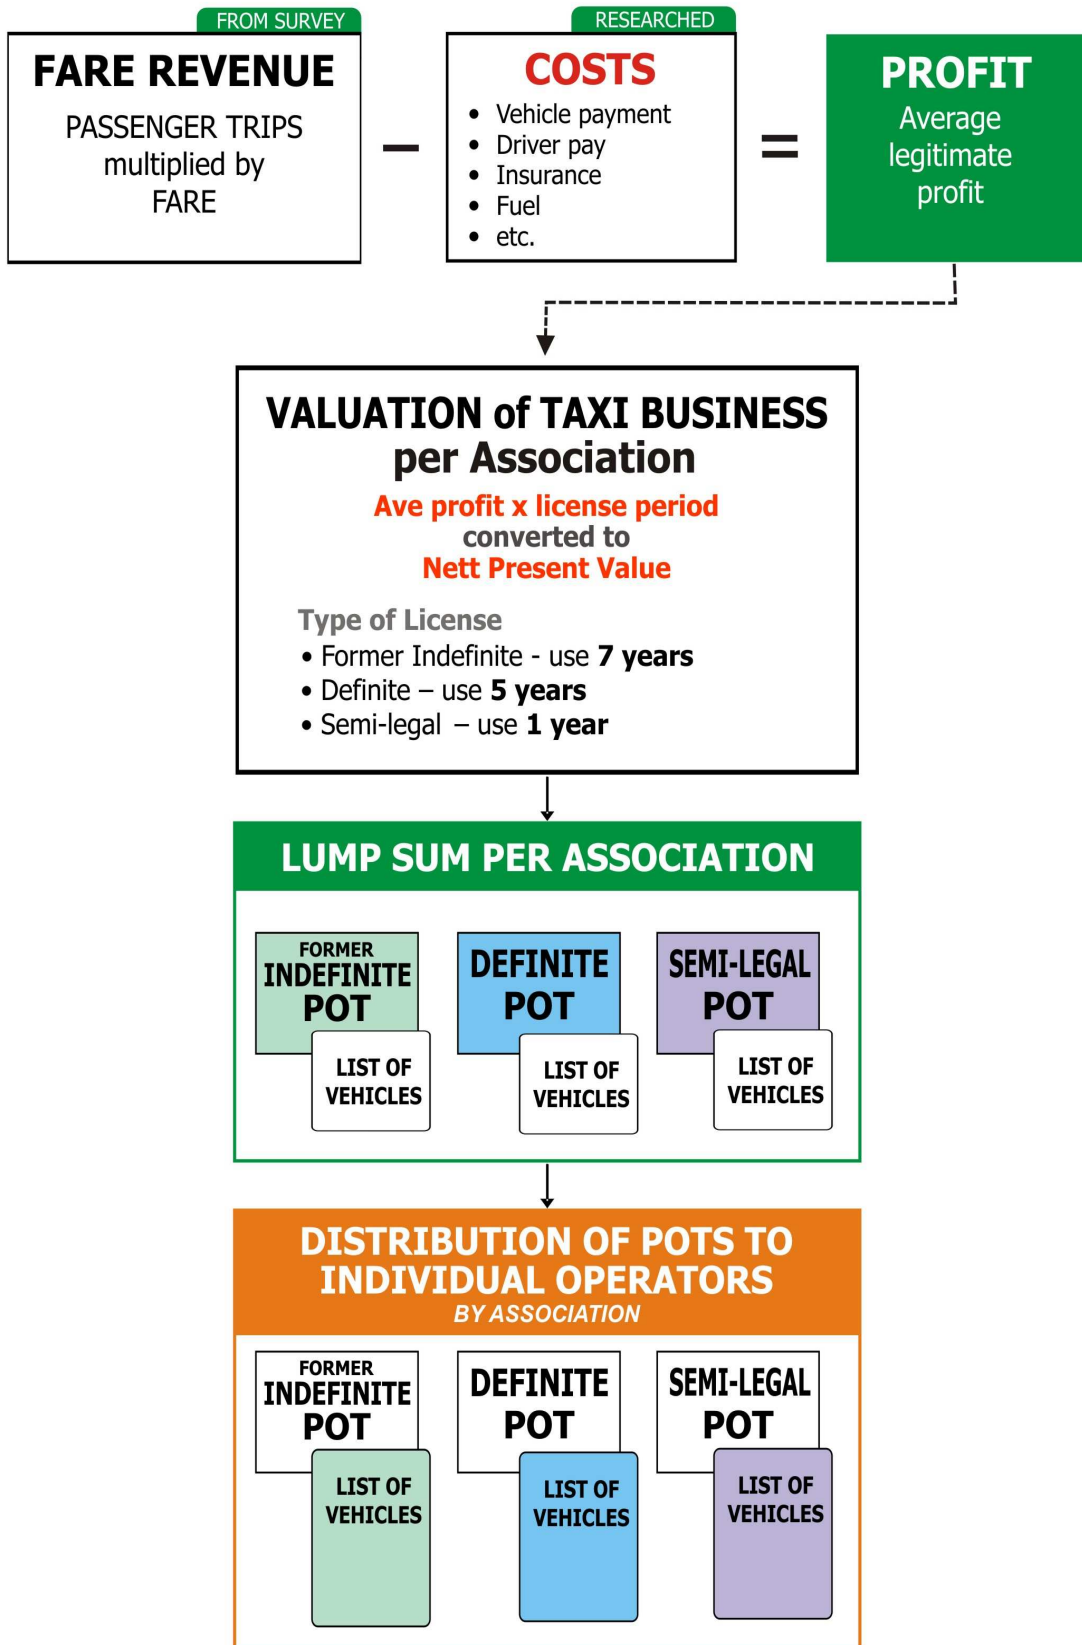 FROM SURVEY
FARE REVENUE
PASSENGER TRIPS
multiplied by
FARE
–
RESEARCHED
COSTS
• Vehicle payment
• Driver pay
• Insurance
• Fuel
• etc.
=
PROFIT
Average
legitimate
profit
VALUATION of TAXI BUSINESS
per Association
Ave profit x license period
converted to
Nett Present Value
Type of License
• Former Indefinite - use 7 years
• Definite – use 5 years
• Semi-legal – use 1 year
LUMP SUM PER ASSOCIATION
FORMER
INDEFINITE
POT
LIST OF
VEHICLES
DEFINITE
POT
LIST OF
VEHICLES
SEMI-LEGAL
POT
LIST OF
VEHICLES
DISTRIBUTION OF POTS TO
INDIVIDUAL OPERATORS
BY ASSOCIATION
FORMER
INDEFINITE
POT
LIST OF
VEHICLES
DEFINITE
POT
LIST OF
VEHICLES
SEMI-LEGAL
POT
LIST OF
VEHICLES